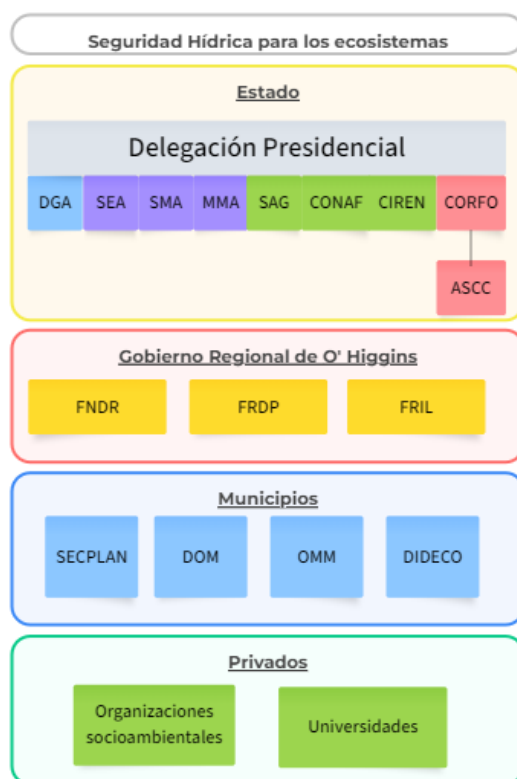 Seguridad Hídrica para los ecosistemas
Estado
Delegación Presidencial
DGA SEA SMA MMA SAG CONAF CIREN CORFO
ASCC
Gobierno Regional de O' Higgins
FNDR FRDP FRIL
Municipios
SECPLAN DOM OMM DIDECO
Privados
Organizaciones
socioambientales
Universidades